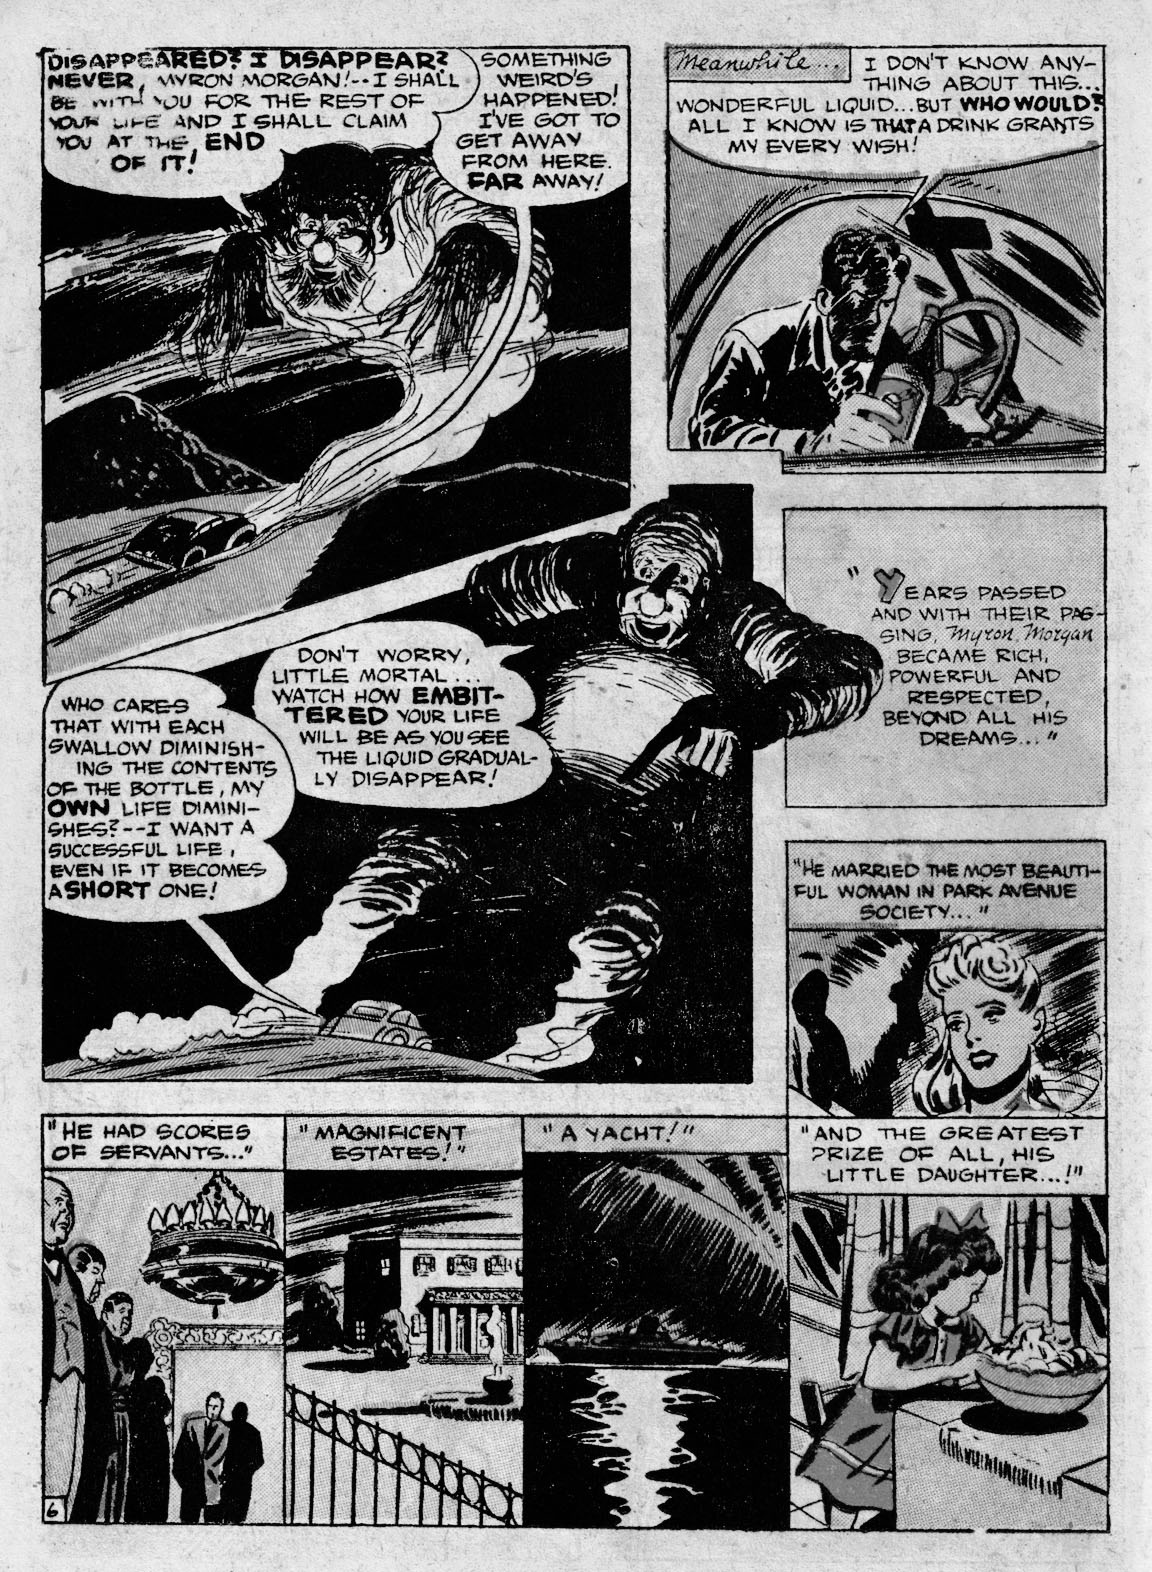 DISAPPEARED? I DISAPPEAR?
NEVER, MYRON MORGAN!--I SHALL
BE WITH YOU FOR THE REST OF
YOUR LIFE AND I SHALL CLAIM
YOU AT THE END
OF IT!
SOMETHING
WEIRD'S
HAPPENED!
I'VE GOT TO
GET AWAY
FROM HERE.
FAR AWAY!
Meanwhile...
I DON'T KNOW ANY-
THING ABOUT THIS...
WONDERFUL LIQUID...BUT WHO WOULD?
ALL I KNOW IS THAT A DRINK GRANTS
MY EVERY WISH!
WHO CARES
THAT WITH EACH
SWALLOW DIMINISH-
ING THE CONTENTS
OF THE BOTTLE, MY
OWN LIFE DIMINI-
SHES?--I WANT A
SUCCESSFUL LIFE,
EVEN IF IT BECOMES
A SHORT ONE!
DON'T WORRY,
LITTLE MORTAL...
WATCH HOW EMBIT-
TERED YOUR LIFE
WILL BE AS YOU SEE
THE LIQUID GRADUAL-
LY DISAPPEAR!
"YEARS PASSED
AND WITH THEIR PAS-
SING, Myron Morgan
BECAME RICH,
POWERFUL AND
RESPECTED,
BEYOND ALL HIS
DREAMS..."
"HE MARRIED THE MOST BEAUTI-
FUL WOMAN IN PARK AVENUE
SOCIETY..."
"HE HAD SCORES
OF SERVANTS..."
"MAGNIFICENT
ESTATES!"
"A YACHT!"
"AND THE GREATEST
PRIZE OF ALL, HIS
LITTLE DAUGHTER...!"
6